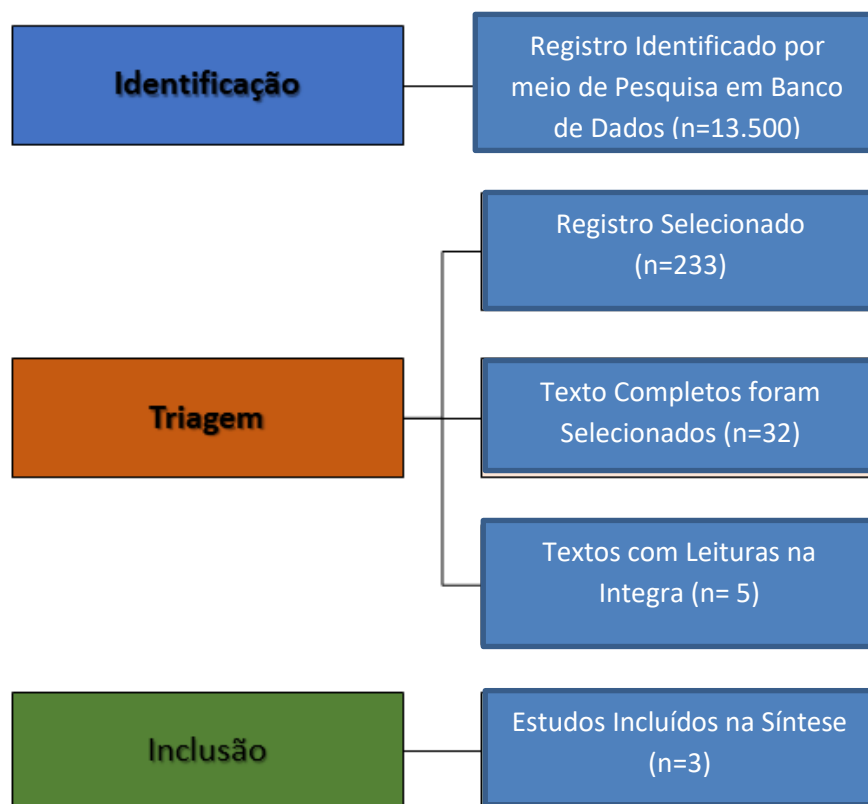 Identificação
Registro Identificado por
meio de Pesquisa em Banco
de Dados (n=13.500)
Registro Selecionado
(n=233)
Triagem
Texto Completos foram
Selecionados (n=32)
Textos com Leituras na
Integra (n= 5)
Inclusão
Estudos Incluídos na Síntese
(n=3)